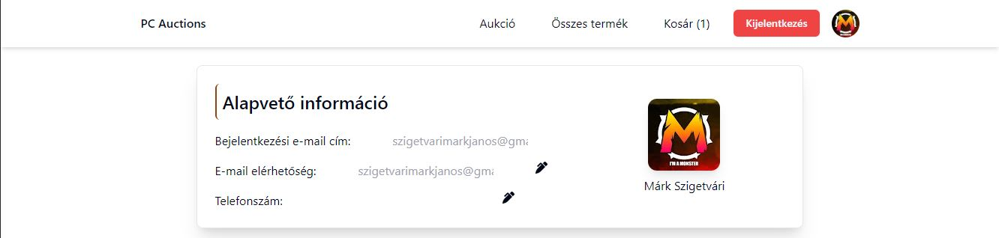 PC Auctions Aukció Összes termék Kosár (1) Kijelentkezés
Alapvető információ
Bejelentkezési e-mail cím: szigetvarimarkjanos@gma
E-mail elérhetőség: szigetvarimarkjanos@gma
Telefonszám:
M
I'M A MONSTER
Márk Szigetvári